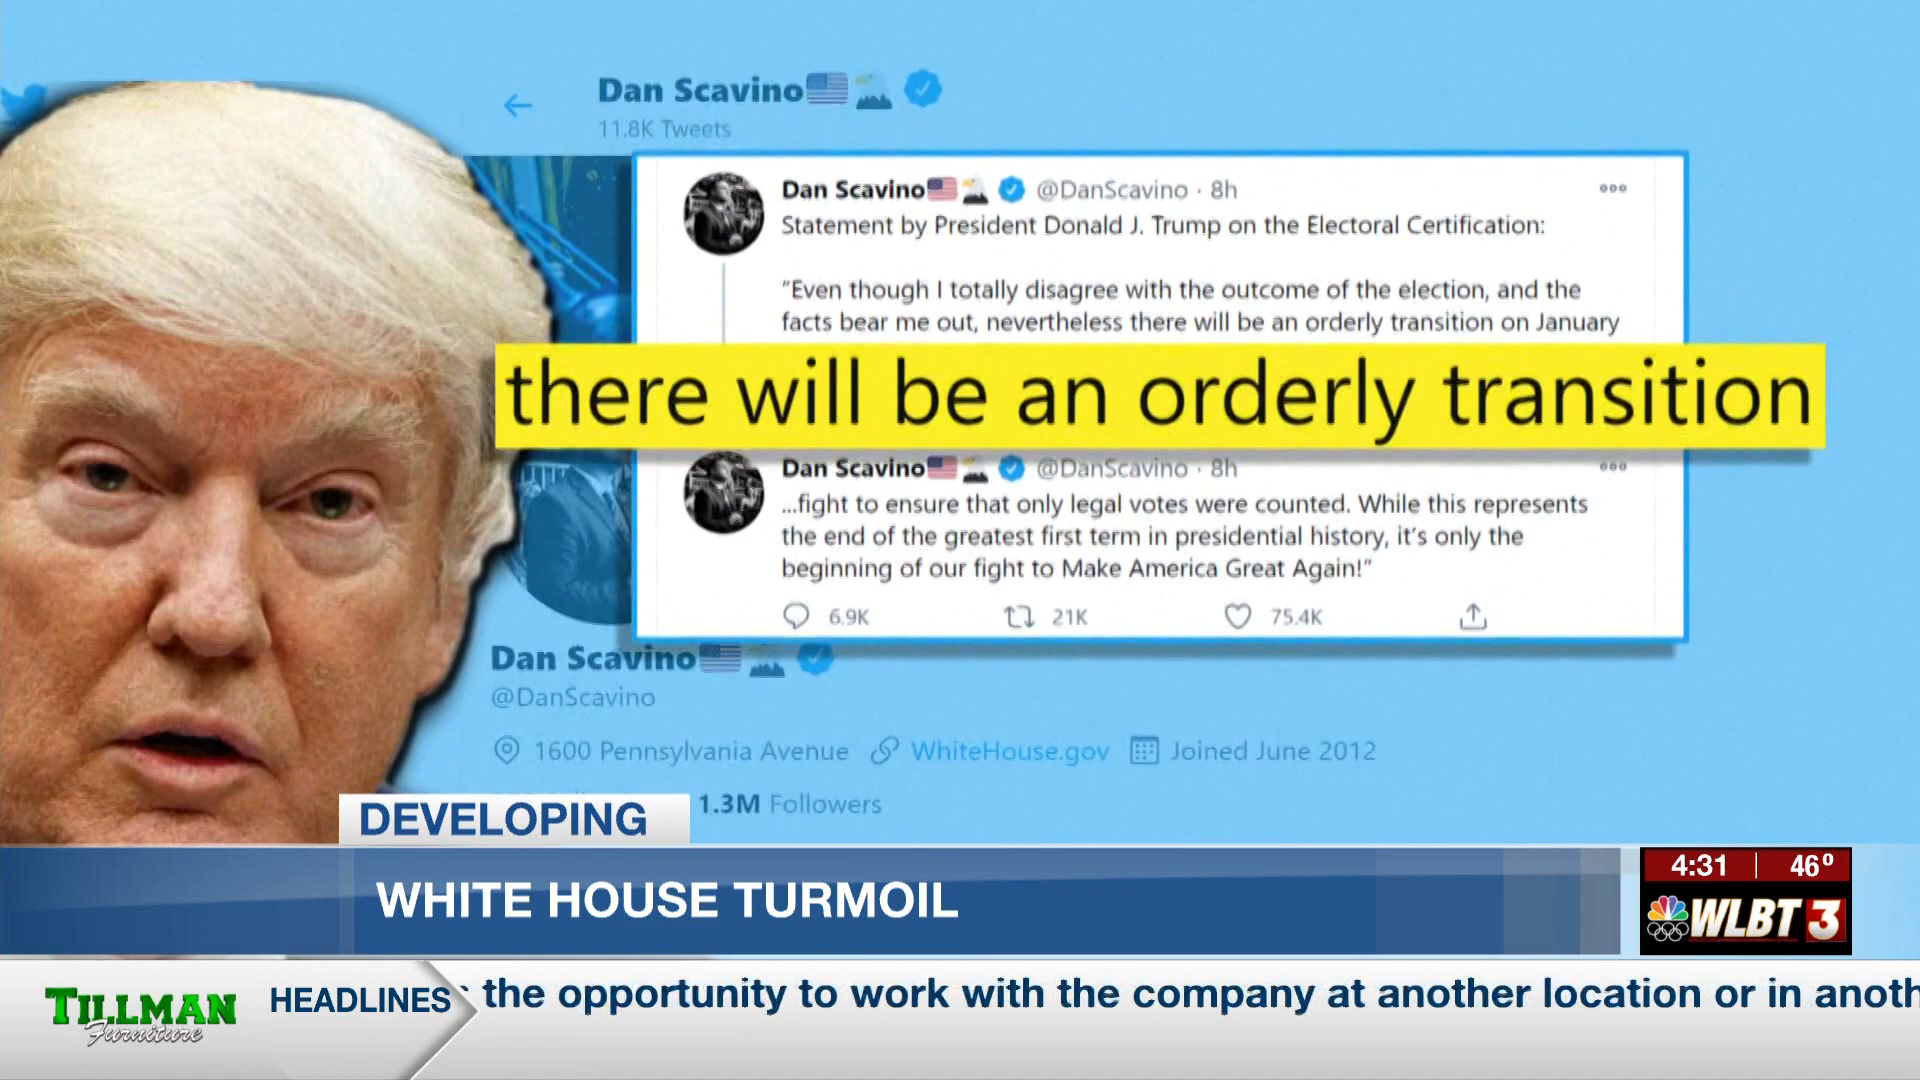 Dan Scavino
11.8K Tweets
Dan Scavino @DanScavino · 8h
Statement by President Donald J. Trump on the Electoral Certification:
"Even though I totally disagree with the outcome of the election, and the
facts bear me out, nevertheless there will be an orderly transition on January
there will be an orderly transition
Dan Scavino @DanScavino · 8h
...fight to ensure that only legal votes were counted. While this represents
the end of the greatest first term in presidential history, it's only the
beginning of our fight to Make America Great Again!"
6.9K 21K 75.4K
Dan Scavino
@DanScavino
1600 Pennsylvania Avenue WhiteHouse.gov Joined June 2012
1.3M Followers
DEVELOPING
WHITE HOUSE TURMOIL
4:31 | 46°
WLBT 3
TILLMAN
Furniture
HEADLINES
the opportunity to work with the company at another location or in anoth